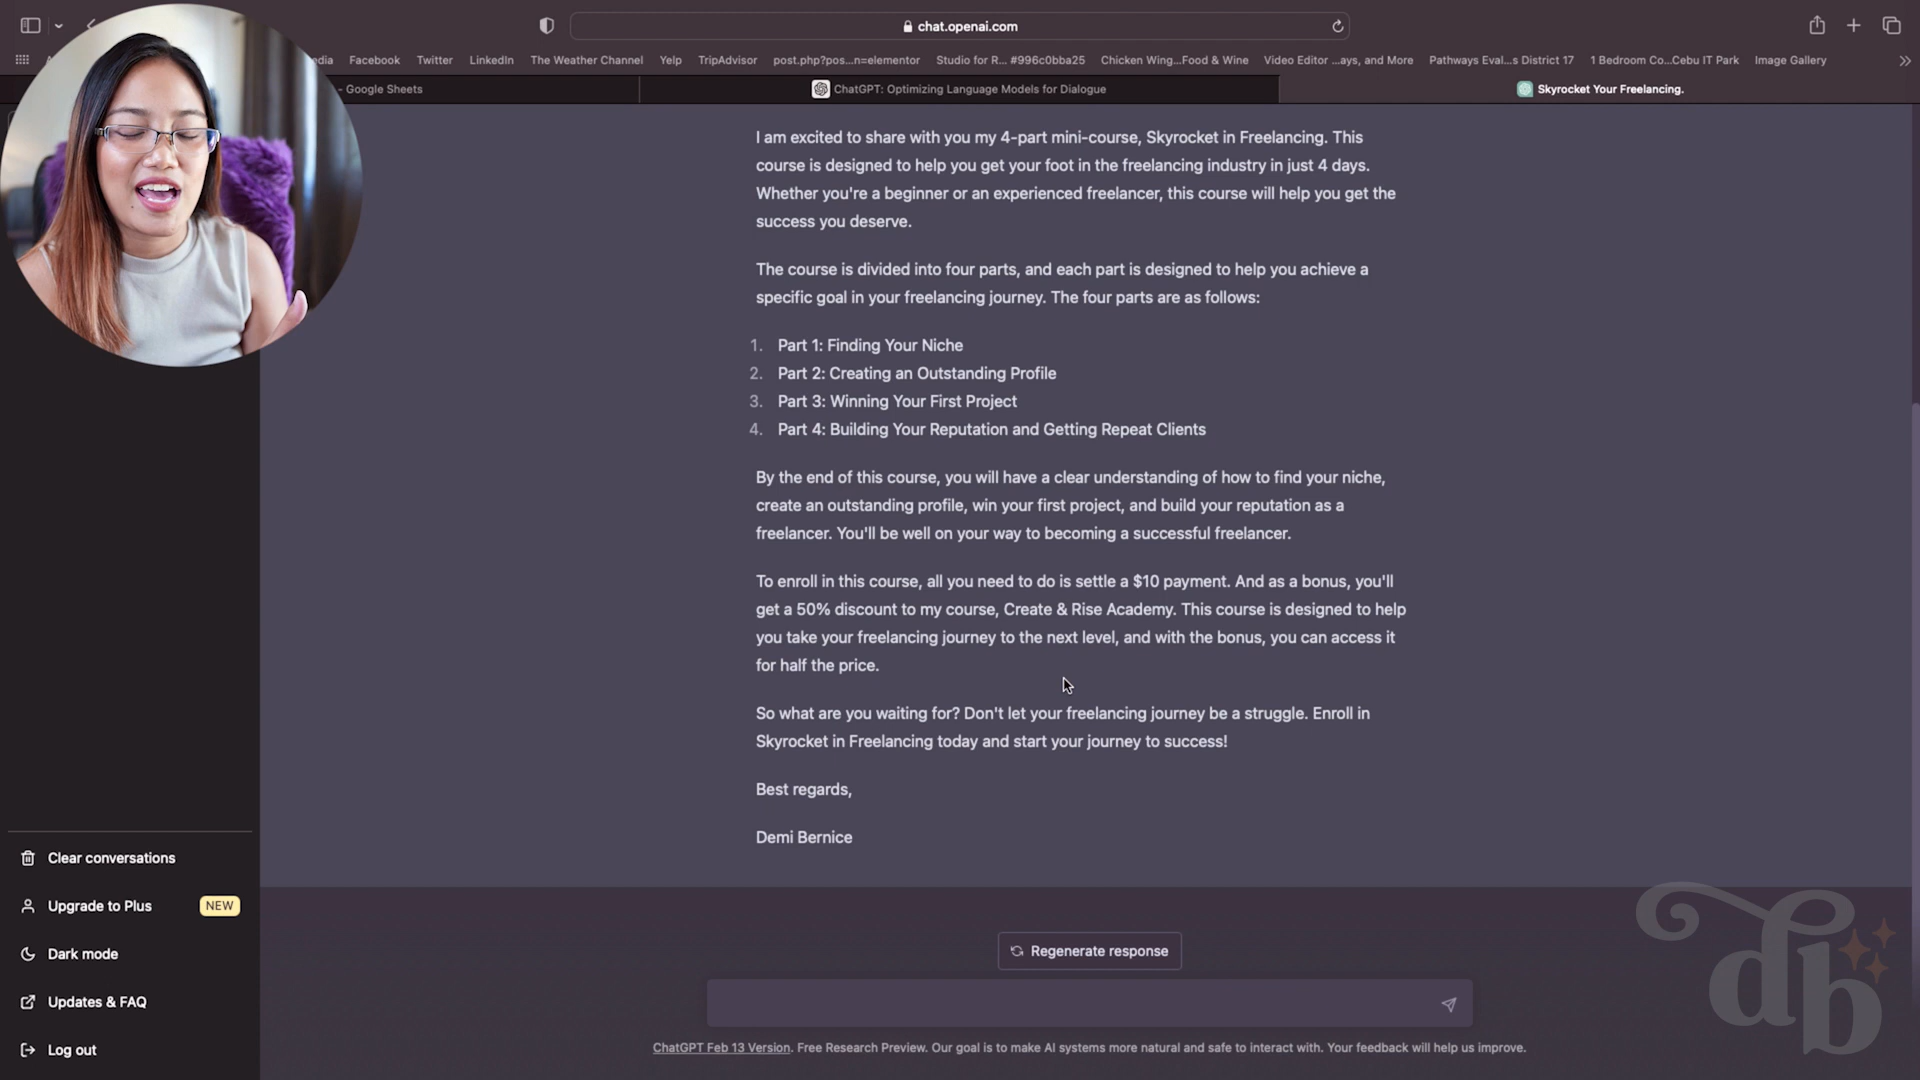 chat.openai.com
Facebook
Twitter
LinkedIn
The Weather Channel
Yelp
TripAdvisor
post.php?pos...n=elementor
Studio for R... #996c0bba25
Chicken Wing...Food & Wine
Video Editor ...ays, and More
Pathways Eval...s District 17
1 Bedroom Co...Cebu IT Park
Image Gallery
- Google Sheets
ChatGPT: Optimizing Language Models for Dialogue
Skyrocket Your Freelancing.
I am excited to share with you my 4-part mini-course, Skyrocket in Freelancing. This
course is designed to help you get your foot in the freelancing industry in just 4 days.
Whether you're a beginner or an experienced freelancer, this course will help you get the
success you deserve.
The course is divided into four parts, and each part is designed to help you achieve a
specific goal in your freelancing journey. The four parts are as follows:
1. Part 1: Finding Your Niche
2. Part 2: Creating an Outstanding Profile
3. Part 3: Winning Your First Project
4. Part 4: Building Your Reputation and Getting Repeat Clients
By the end of this course, you will have a clear understanding of how to find your niche,
create an outstanding profile, win your first project, and build your reputation as a
freelancer. You'll be well on your way to becoming a successful freelancer.
To enroll in this course, all you need to do is settle a $10 payment. And as a bonus, you'll
get a 50% discount to my course, Create & Rise Academy. This course is designed to help
you take your freelancing journey to the next level, and with the bonus, you can access it
for half the price.
So what are you waiting for? Don't let your freelancing journey be a struggle. Enroll in
Skyrocket in Freelancing today and start your journey to success!
Best regards,
Demi Bernice
Clear conversations
Upgrade to Plus
NEW
Dark mode
Updates & FAQ
Log out
Regenerate response
ChatGPT Feb 13 Version. Free Research Preview. Our goal is to make AI systems more natural and safe to interact with. Your feedback will help us improve.
db